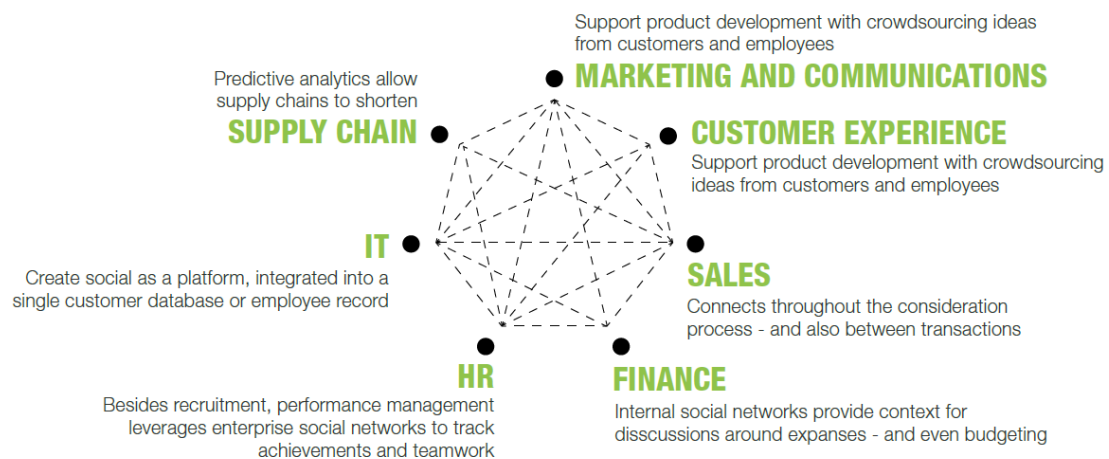 Support product development with crowdsourcing ideas
from customers and employees
MARKETING AND COMMUNICATIONS
Predictive analytics allow
supply chains to shorten
SUPPLY CHAIN
CUSTOMER EXPERIENCE
Support product development with crowdsourcing
ideas from customers and employees
IT
Create social as a platform, integrated into a
single customer database or employee record
SALES
Connects throughout the consideration
process - and also between transactions
HR
Besides recruitment, performance management
leverages enterprise social networks to track
achievements and teamwork
FINANCE
Internal social networks provide context for
disscussions around expanses - and even budgeting